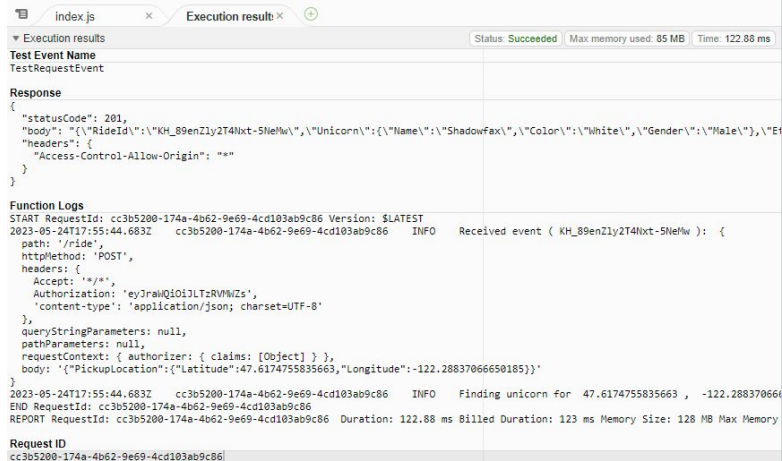 index.js × Execution results × +
▼ Execution results Status: Succeeded Max memory used: 85 MB Time: 122.88 ms
Test Event Name
TestRequestEvent
Response
{
"statusCode": 201,
"body": "{\"RideId\":\"KH_89enZly2T4Nxt-5NeMw\",\"Unicorn\":{\"Name\":\"Shadowfax\",\"Color\":\"White\",\"Gender\":\"Male\"},\"Et
"headers": {
"Access-Control-Allow-Origin": "*"
}
}
Function Logs
START RequestId: cc3b5200-174a-4b62-9e69-4cd103ab9c86 Version: $LATEST
2023-05-24T17:55:44.683Z cc3b5200-174a-4b62-9e69-4cd103ab9c86 INFO Received event ( KH_89enZly2T4Nxt-5NeMw ): {
path: '/ride',
httpMethod: 'POST',
headers: {
Accept: '*/*',
Authorization: 'eyJraWQiOiJLTzRVMWZs',
'content-type': 'application/json; charset=UTF-8'
},
queryStringParameters: null,
pathParameters: null,
requestContext: { authorizer: { claims: [Object] } },
body: '{"PickupLocation":{"Latitude":47.6174755835663,"Longitude":-122.28837066650185}}'
}
2023-05-24T17:55:44.683Z cc3b5200-174a-4b62-9e69-4cd103ab9c86 INFO Finding unicorn for 47.6174755835663 , -122.288370666
END RequestId: cc3b5200-174a-4b62-9e69-4cd103ab9c86
REPORT RequestId: cc3b5200-174a-4b62-9e69-4cd103ab9c86 Duration: 122.88 ms Billed Duration: 123 ms Memory Size: 128 MB Max Memory
Request ID
cc3b5200-174a-4b62-9e69-4cd103ab9c86